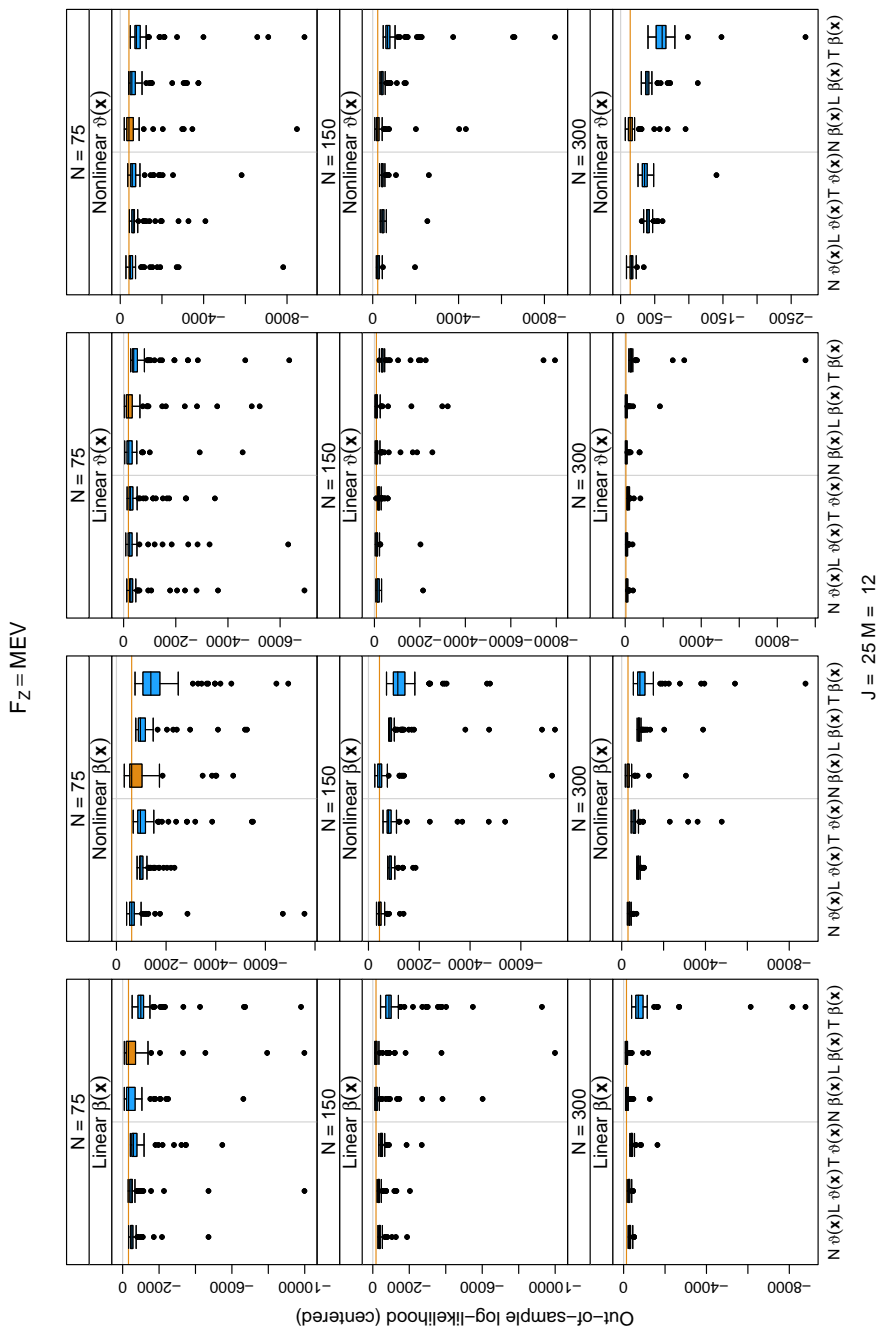 F_Z = MEV
N = 75
Linear β(x)
N = 75
Nonlinear β(x)
N = 75
Linear ϑ(x)
N = 75
Nonlinear ϑ(x)
0 −2000 −6000 −10000
0 −2000 −6000
0 −2000 −4000 −6000
0 −4000 −8000
N = 150
Linear β(x)
N = 150
Nonlinear β(x)
N = 150
Linear ϑ(x)
N = 150
Nonlinear ϑ(x)
0 −2000 −6000 −10000
0 −2000 −6000
0 −2000 −4000 −6000 −8000
0 −4000 −8000
N = 300
Linear β(x)
N = 300
Nonlinear β(x)
N = 300
Linear ϑ(x)
N = 300
Nonlinear ϑ(x)
0 −4000 −8000
0 −4000 −8000
0 −4000 −8000
0 −500 −1500 −2500
N ϑ(x) L ϑ(x) T ϑ(x) N β(x) L β(x) T β(x)
N ϑ(x) L ϑ(x) T ϑ(x) N β(x) L β(x) T β(x)
N ϑ(x) L ϑ(x) T ϑ(x) N β(x) L β(x) T β(x)
N ϑ(x) L ϑ(x) T ϑ(x) N β(x) L β(x) T β(x)
Out−of−sample log−likelihood (centered)
J = 25 M = 12